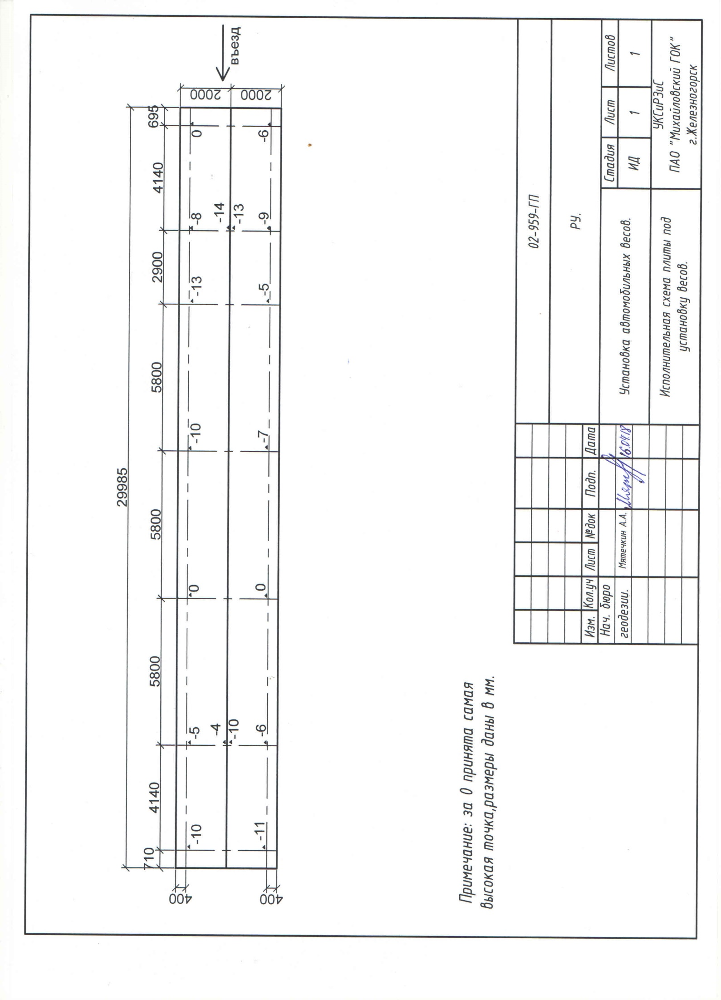 29985
710
4140
5800
5800
5800
2900
4140
695
400
400
2000
2000
въезд
-10
-5
0
-10
-13
-8
0
-4
-14
-10
-13
-11
-6
0
-7
-5
-9
-6
Примечание: за 0 принята самая
высокая точка,размеры даны в мм.
02-959-ГП
РУ.
Изм. Кол.уч Лист №док Подп. Дата
Нач. бюро
геодезии. Мятечкин А.А. 16.04.18
Установка автомобильных весов.
Стадия Лист Листов
ИД 1 1
Исполнительная схема плиты под
установку весов.
УКСиРЗиС
ПАО "Михайловский ГОК"
г.Железногорск